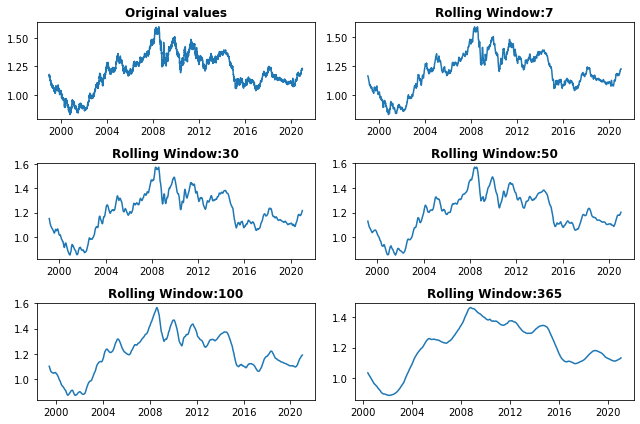 Original values
1.50
1.25
1.00
2000 2004 2008 2012 2016 2020
Rolling Window:7
1.50
1.25
1.00
2000 2004 2008 2012 2016 2020
Rolling Window:30
1.6
1.4
1.2
1.0
2000 2004 2008 2012 2016 2020
Rolling Window:50
1.6
1.4
1.2
1.0
2000 2004 2008 2012 2016 2020
Rolling Window:100
1.6
1.4
1.2
1.0
2000 2004 2008 2012 2016 2020
Rolling Window:365
1.4
1.2
1.0
2000 2004 2008 2012 2016 2020